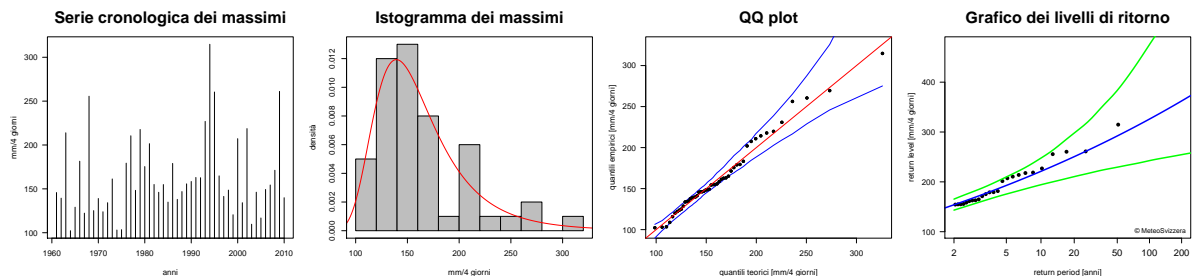 Serie cronologica dei massimi
mm/4 giorni
300
250
200
150
100
1960 1970 1980 1990 2000 2010
anni
Istogramma dei massimi
densità
0.012
0.010
0.008
0.006
0.004
0.002
0.000
100 150 200 250 300
mm/4 giorni
QQ plot
quantili empirici [mm/4 giorni]
300
250
200
150
100
100 150 200 250 300
quantili teorici [mm/4 giorni]
Grafico dei livelli di ritorno
return level [mm/4 giorni]
400
300
200
100
2 5 10 20 50 100 200
return period [anni]
© MeteoSvizzera